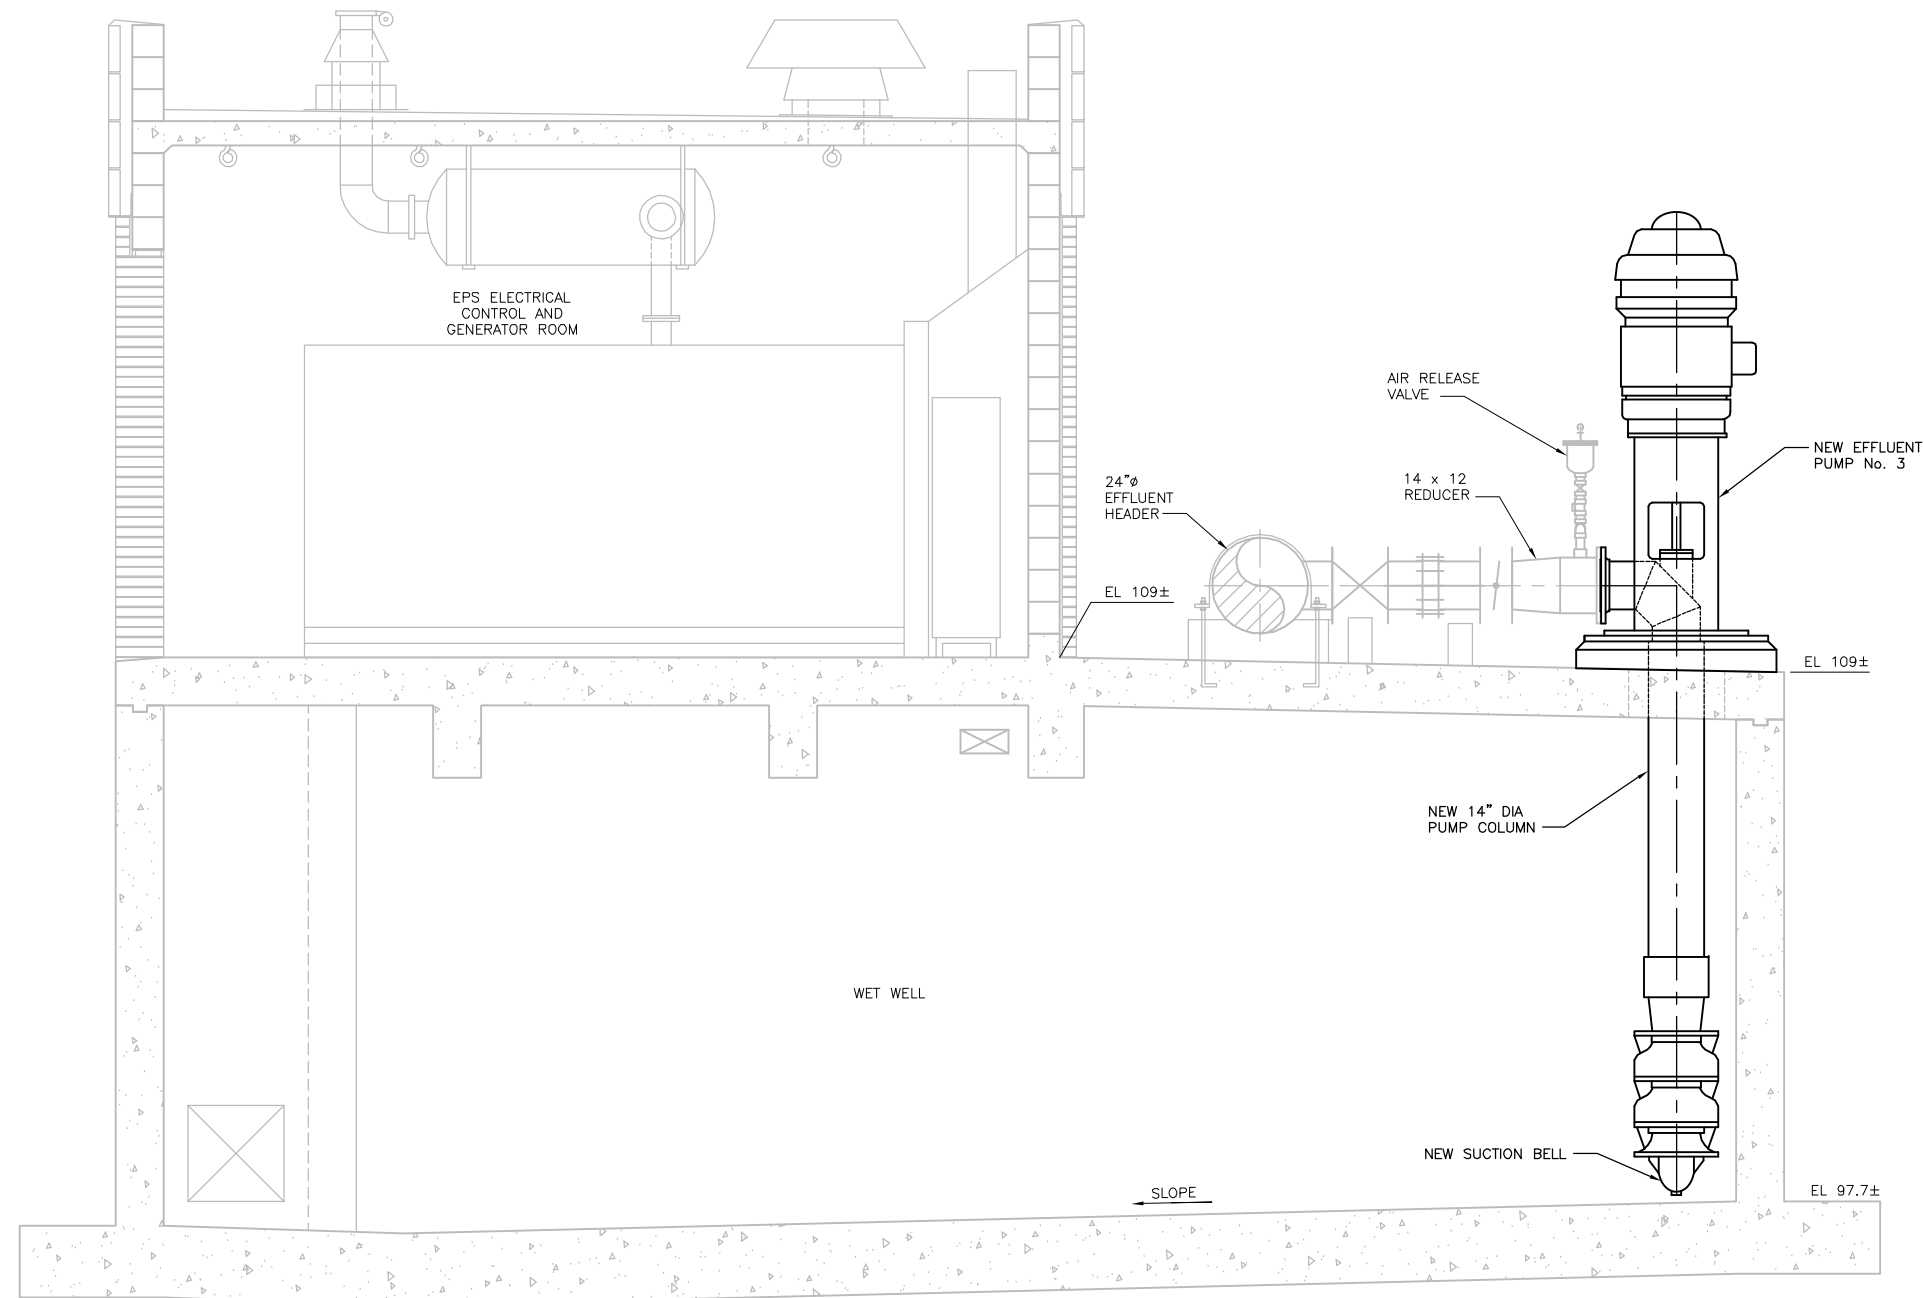 EPS ELECTRICAL
CONTROL AND
GENERATOR ROOM
AIR RELEASE
VALVE
NEW EFFLUENT
PUMP No. 3
24"ø
EFFLUENT
HEADER
14 x 12
REDUCER
EL 109±
EL 109±
NEW 14" DIA
PUMP COLUMN
WET WELL
NEW SUCTION BELL
SLOPE
EL 97.7±